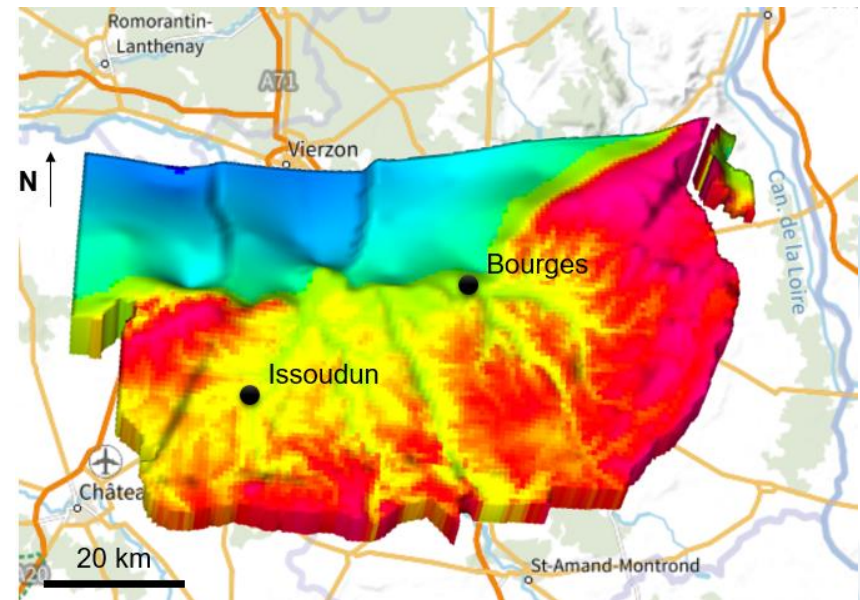 Romorantin-
Lanthenay
A71
Vierzon
N
Can. de la Loire
Bourges
Issoudun
Châtea
20 km
St-Amand-Montrond